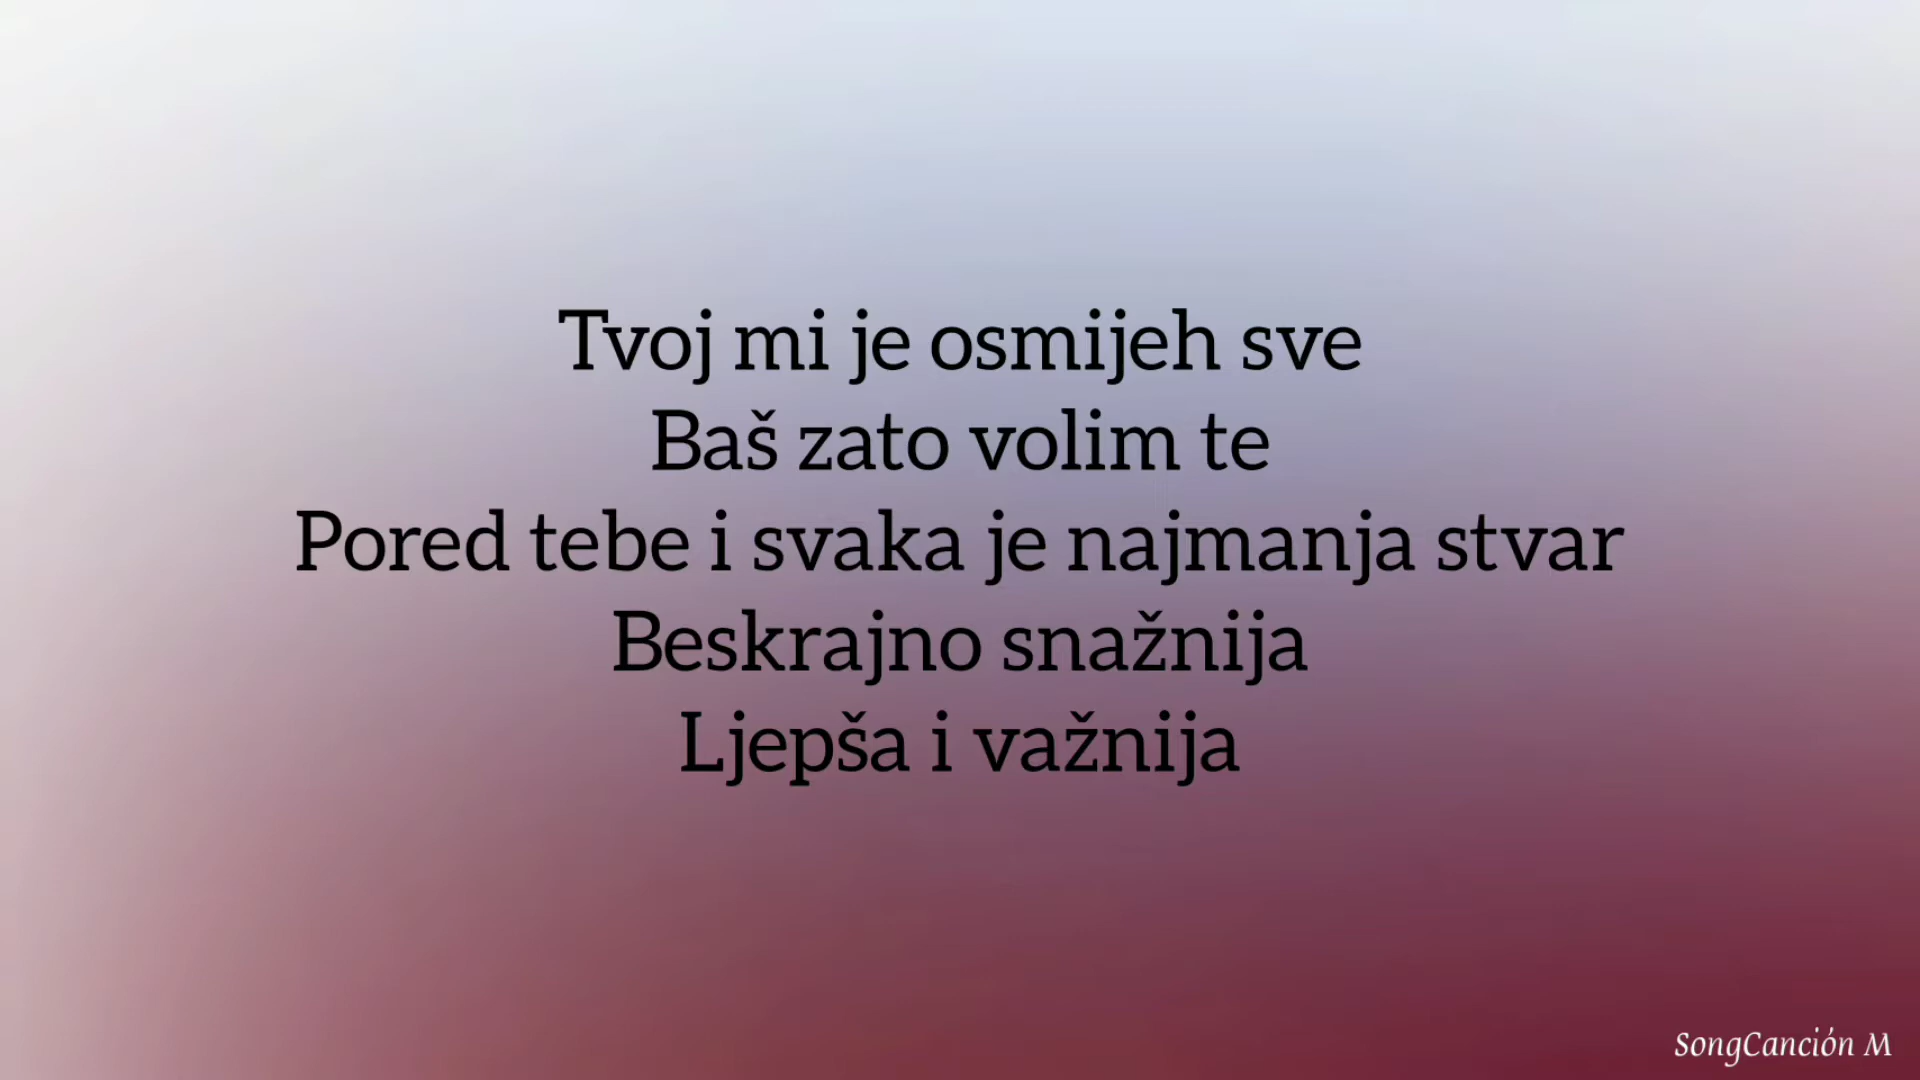 Tvoj mi je osmijeh sve
Baš zato volim te
Pored tebe i svaka je najmanja stvar
Beskrajno snažnija
Ljepša i važnija
SongCanción M